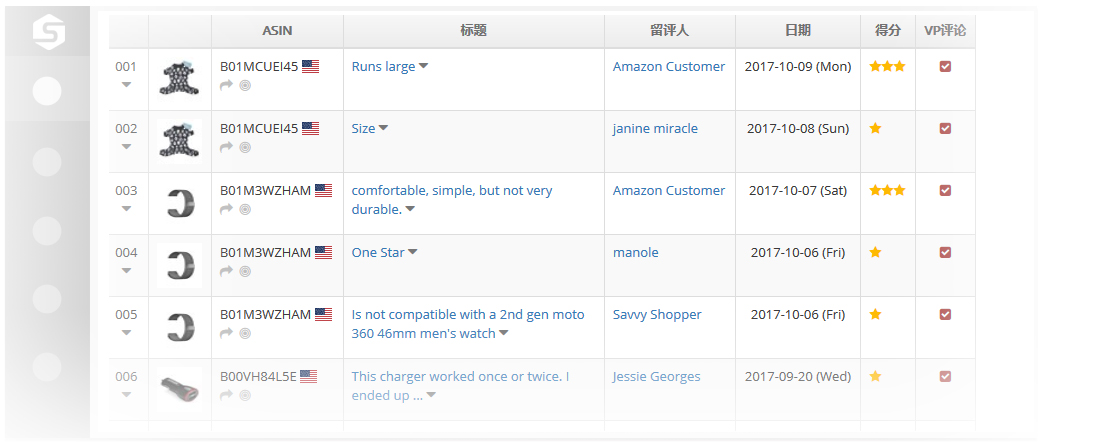 ASIN 标题 留评人 日期 得分 VP评论
001 B01MCUEI45 Runs large Amazon Customer 2017-10-09 (Mon)
002 B01MCUEI45 Size janine miracle 2017-10-08 (Sun)
003 B01M3WZHAM comfortable, simple, but not very Amazon Customer 2017-10-07 (Sat)
durable.
004 B01M3WZHAM One Star manole 2017-10-06 (Fri)
005 B01M3WZHAM Is not compatible with a 2nd gen moto Savvy Shopper 2017-10-06 (Fri)
360 46mm men's watch
006 B00VH84L5E This charger worked once or twice. I Jessie Georges 2017-09-20 (Wed)
ended up ...